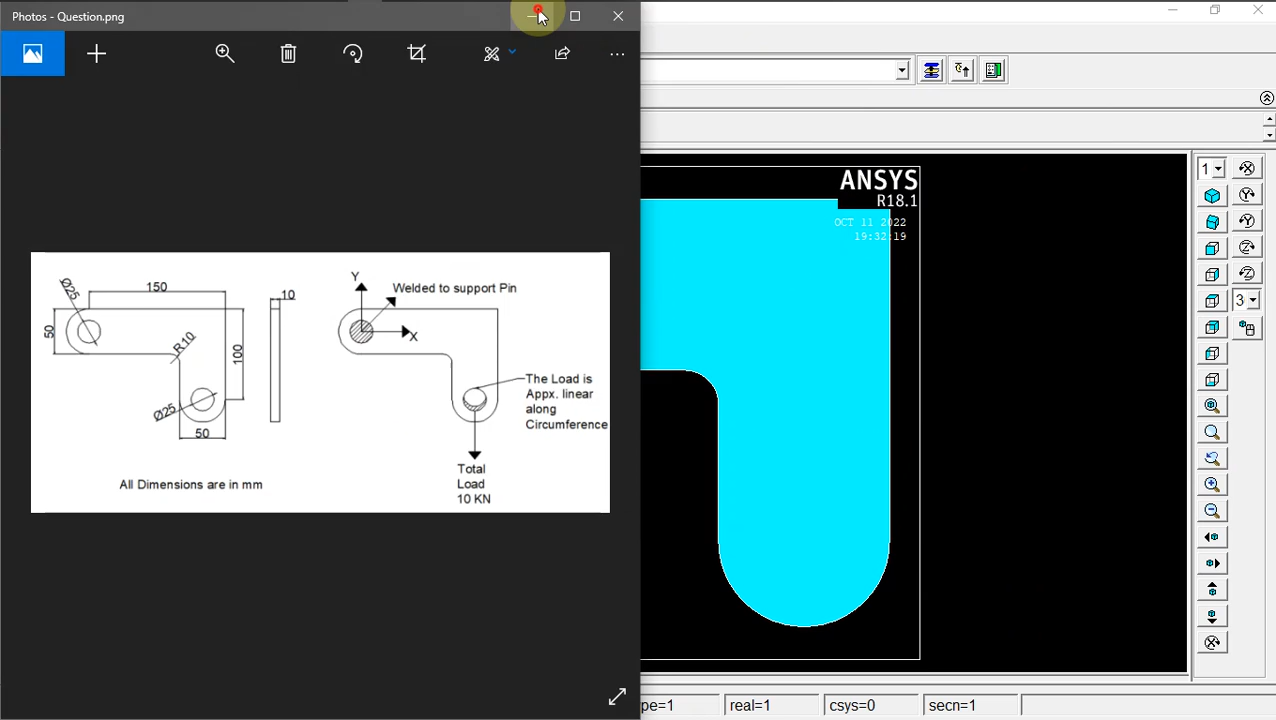 Photos - Question.png
ANSYS
R18.1
OCT 11 2022
19:32:19
1
3
Ø25
150
10
50
R10
100
Ø25
50
All Dimensions are in mm
Y
Welded to support Pin
X
The Load is
Appx. linear
along
Circumference
Total
Load
10 KN
pe=1
real=1
csys=0
secn=1